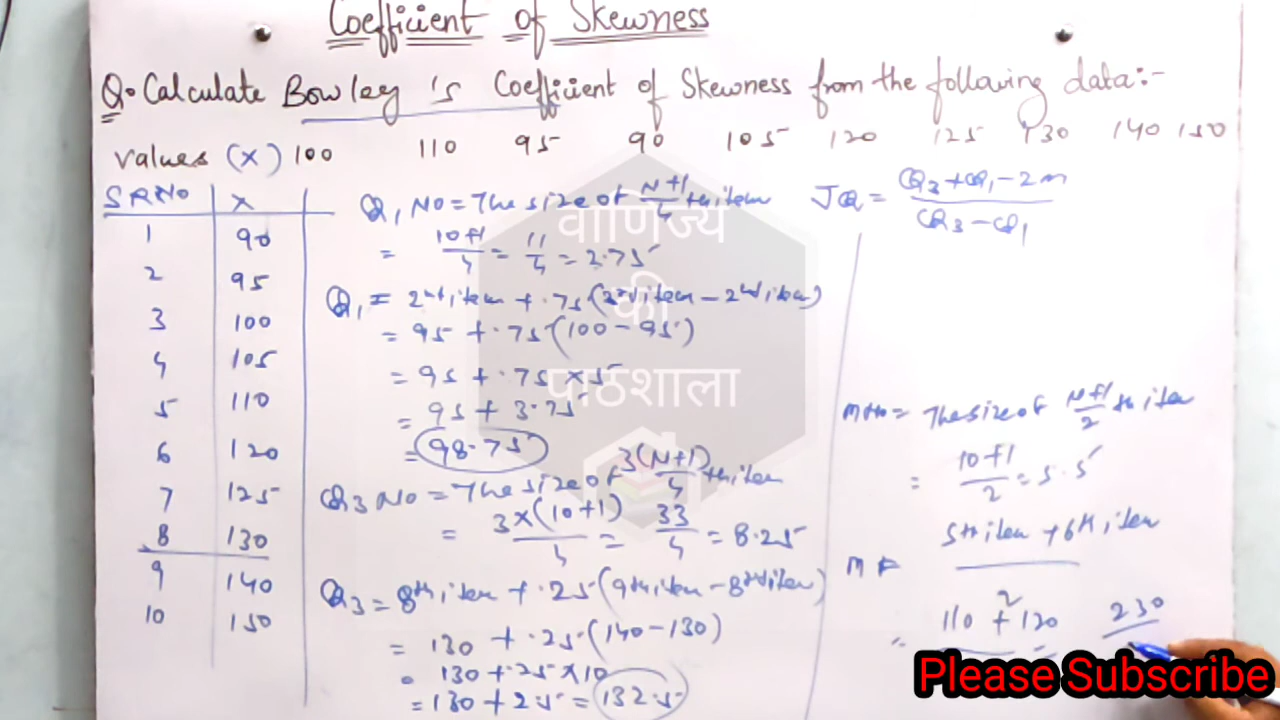 Coefficient of Skewness
Q. Calculate Bowley's Coefficient of Skewness from the following data:-
values (X) 100 110 95 90 105 120 125 130 140 150
SRNO X
1 90
2 95
3 100
4 105
5 110
6 120
7 125
8 130
9 140
10 150
Q1 NO = The size of N+1/4 th item
= 10+1/4 = 11/4 = 2.75
Q1 = 2nd item + .75 (3rd item - 2nd item)
= 95 + .75 (100 - 95)
= 95 + .75 × 5
= 95 + 3.75
= 98.75
Q3 NO = The size of 3(N+1)/4 th item
= 3×(10+1)/4 = 33/4 = 8.25
Q3 = 8th item + .25 (9th item - 8th item)
= 130 + .25 (140 - 130)
= 130 + .25 × 10
= 130 + 2.5 = 132.5
JQ = Q3 + Q1 - 2M / Q3 - Q1
M NO = The size of N+1/2 th item
= 10+1/2 = 5.5
M = 5th item + 6th item / 2
= 110 + 120 230
वाणिज्य
की
पाठशाला
Please Subscribe